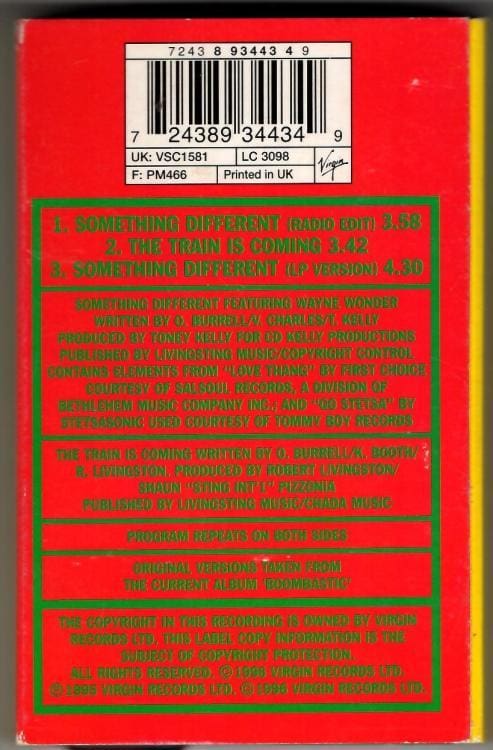 7243 8 93443 4 9
7 24389 34434 9
UK: VSC1581 LC 3098
F: PM466 Printed in UK Virgin
1. SOMETHING DIFFERENT (RADIO EDIT) 3.58
2. THE TRAIN IS COMING 3.42
3. SOMETHING DIFFERENT (LP VERSION) 4.30
SOMETHING DIFFERENT FEATURING WAYNE WONDER
WRITTEN BY O. BURRELL/V. CHARLES/T. KELLY
PRODUCED BY TONEY KELLY FOR CD KELLY PRODUCTIONS
PUBLISHED BY LIVINGSTING MUSIC/COPYRIGHT CONTROL
CONTAINS ELEMENTS FROM "LOVE THANG" BY FIRST CHOICE
COURTESY OF SALSOUL RECORDS, A DIVISION OF
BETHLEHEM MUSIC COMPANY INC.; AND "GO STETSA" BY
STETSASONIC USED COURTESY OF TOMMY BOY RECORDS
THE TRAIN IS COMING WRITTEN BY O. BURRELL/K. BOOTH/
R. LIVINGSTON. PRODUCED BY ROBERT LIVINGSTON/
SHAUN "STING INT'L" PIZZONIA
PUBLISHED BY LIVINGSTING MUSIC/CHADA MUSIC
PROGRAM REPEATS ON BOTH SIDES
ORIGINAL VERSIONS TAKEN FROM
THE CURRENT ALBUM 'BOOMBASTIC'
THE COPYRIGHT IN THIS RECORDING IS OWNED BY VIRGIN
RECORDS LTD. THIS LABEL COPY INFORMATION IS THE
SUBJECT OF COPYRIGHT PROTECTION.
ALL RIGHTS RESERVED. ©1996 VIRGIN RECORDS LTD
℗1995 VIRGIN RECORDS LTD. © 1996 VIRGIN RECORDS LTD.